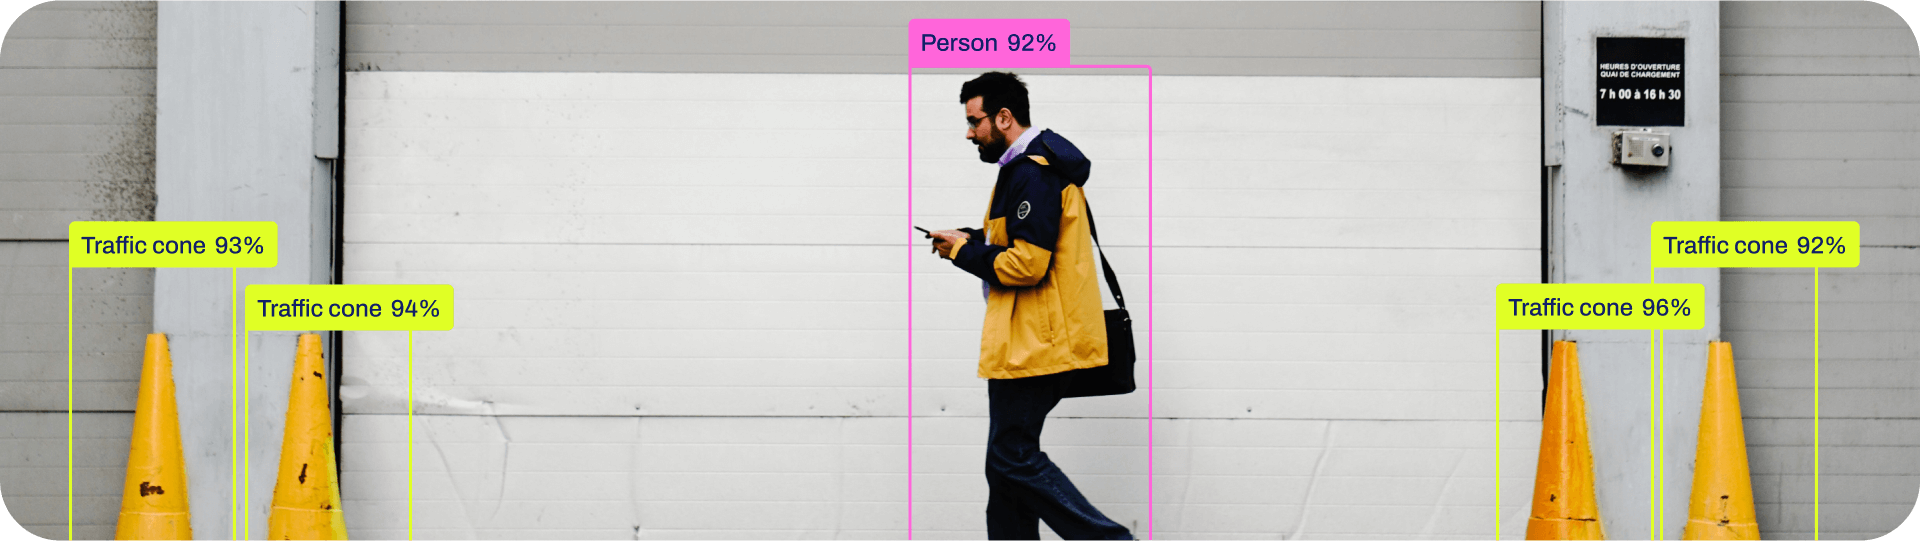 Person 92%
HEURES D'OUVERTURE
QUAI DE CHARGEMENT
7 h 00 à 16 h 30
Traffic cone 93%
Traffic cone 92%
Traffic cone 94%
Traffic cone 96%